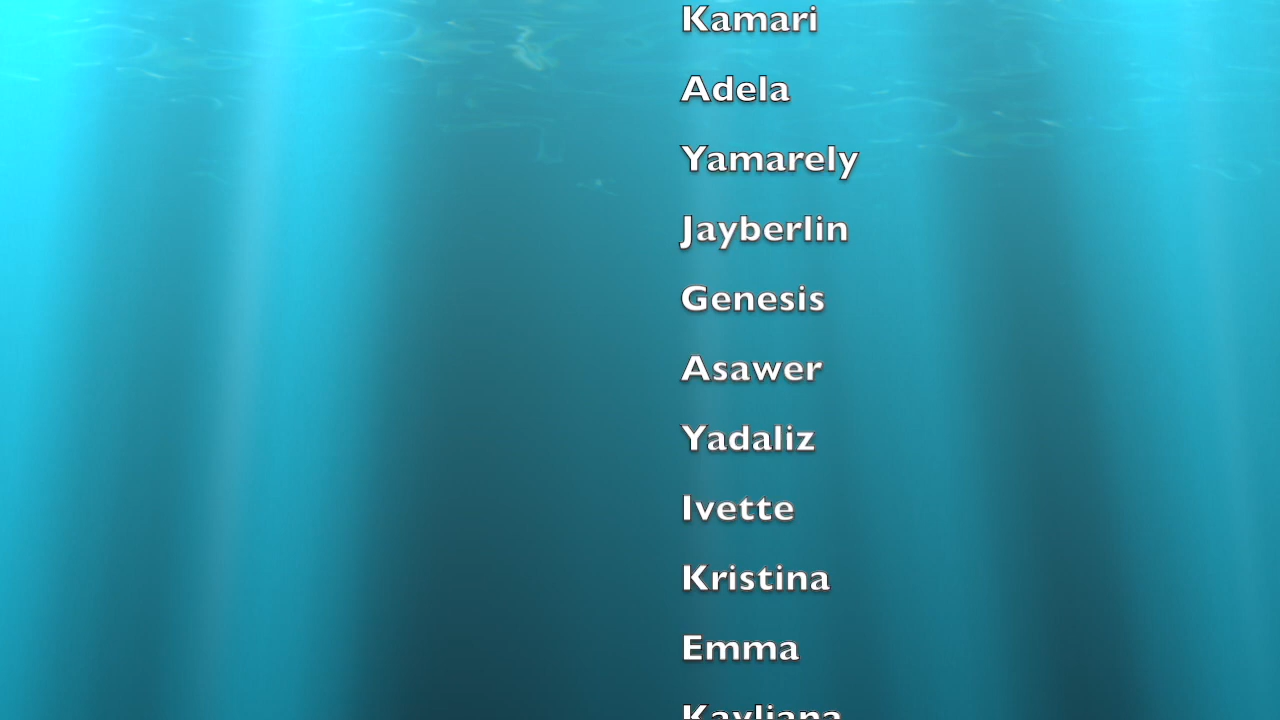 Kamari
Adela
Yamarely
Jayberlin
Genesis
Asawer
Yadaliz
Ivette
Kristina
Emma